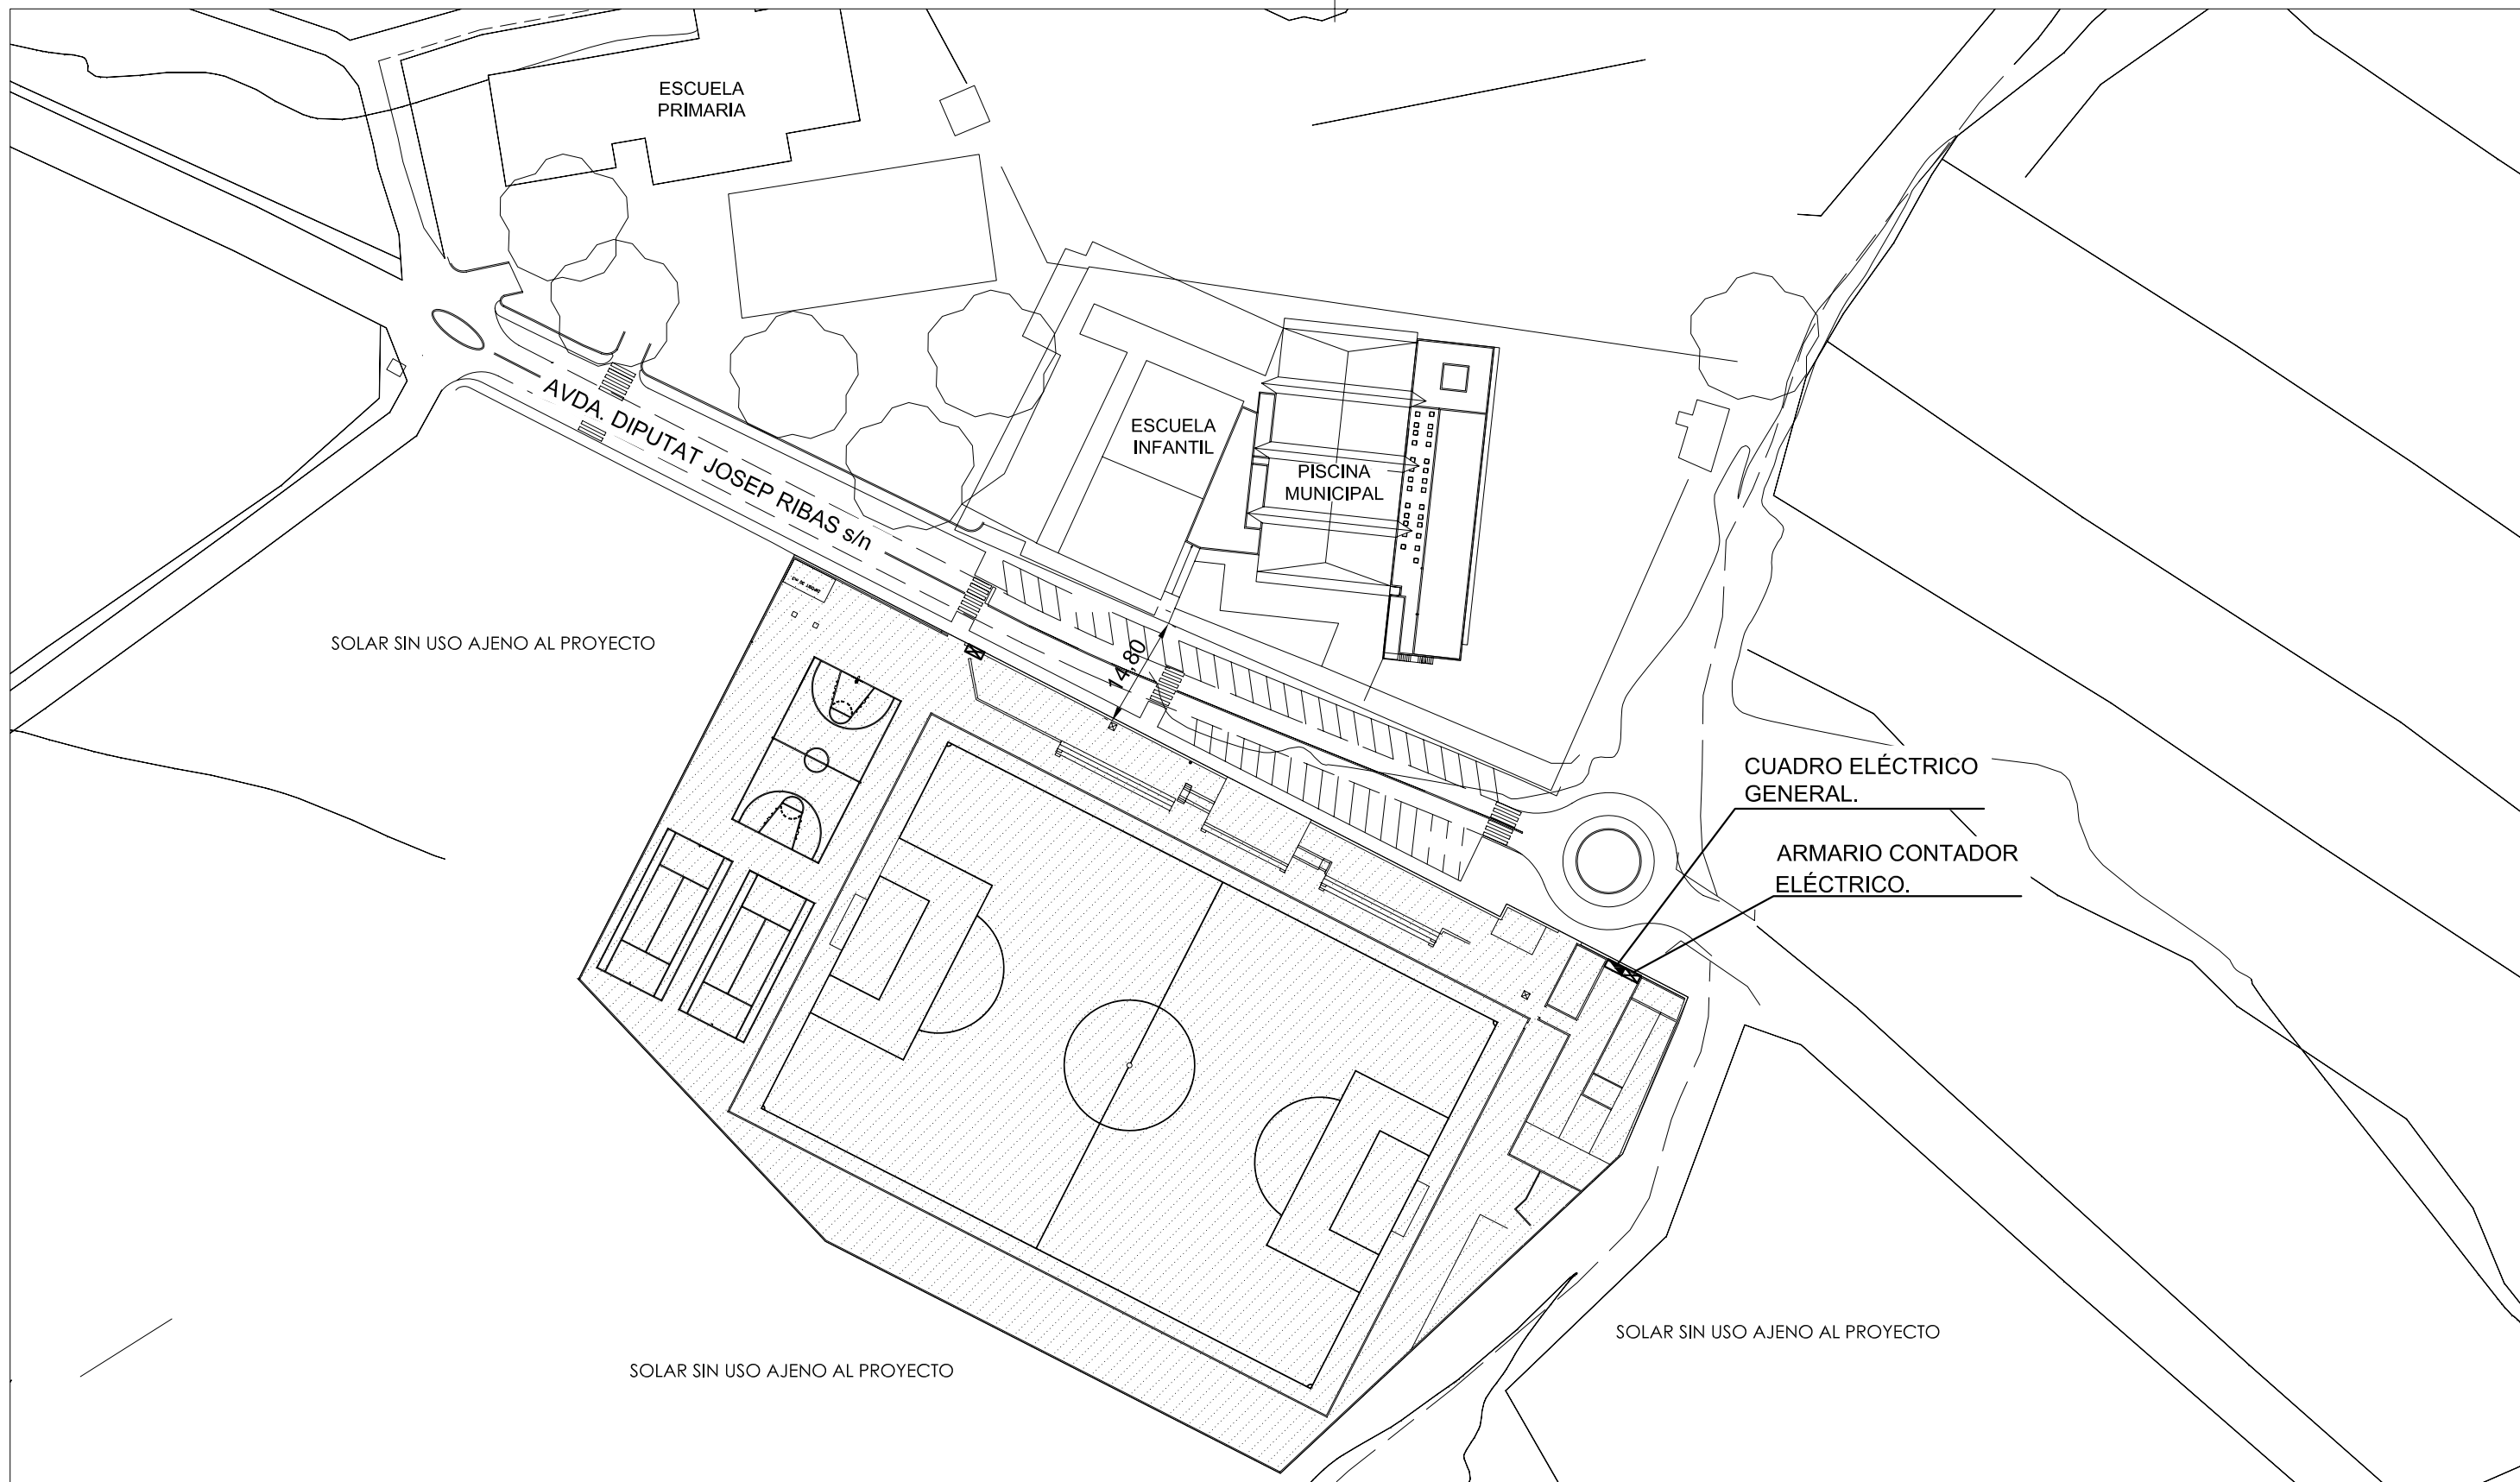 ESCUELA
PRIMARIA
AVDA. DIPUTAT JOSEP RIBAS s/n
ESCUELA
INFANTIL
PISCINA
MUNICIPAL
SOLAR SIN USO AJENO AL PROYECTO
14,80
CUADRO ELÉCTRICO
GENERAL.
ARMARIO CONTADOR
ELÉCTRICO.
SOLAR SIN USO AJENO AL PROYECTO
SOLAR SIN USO AJENO AL PROYECTO